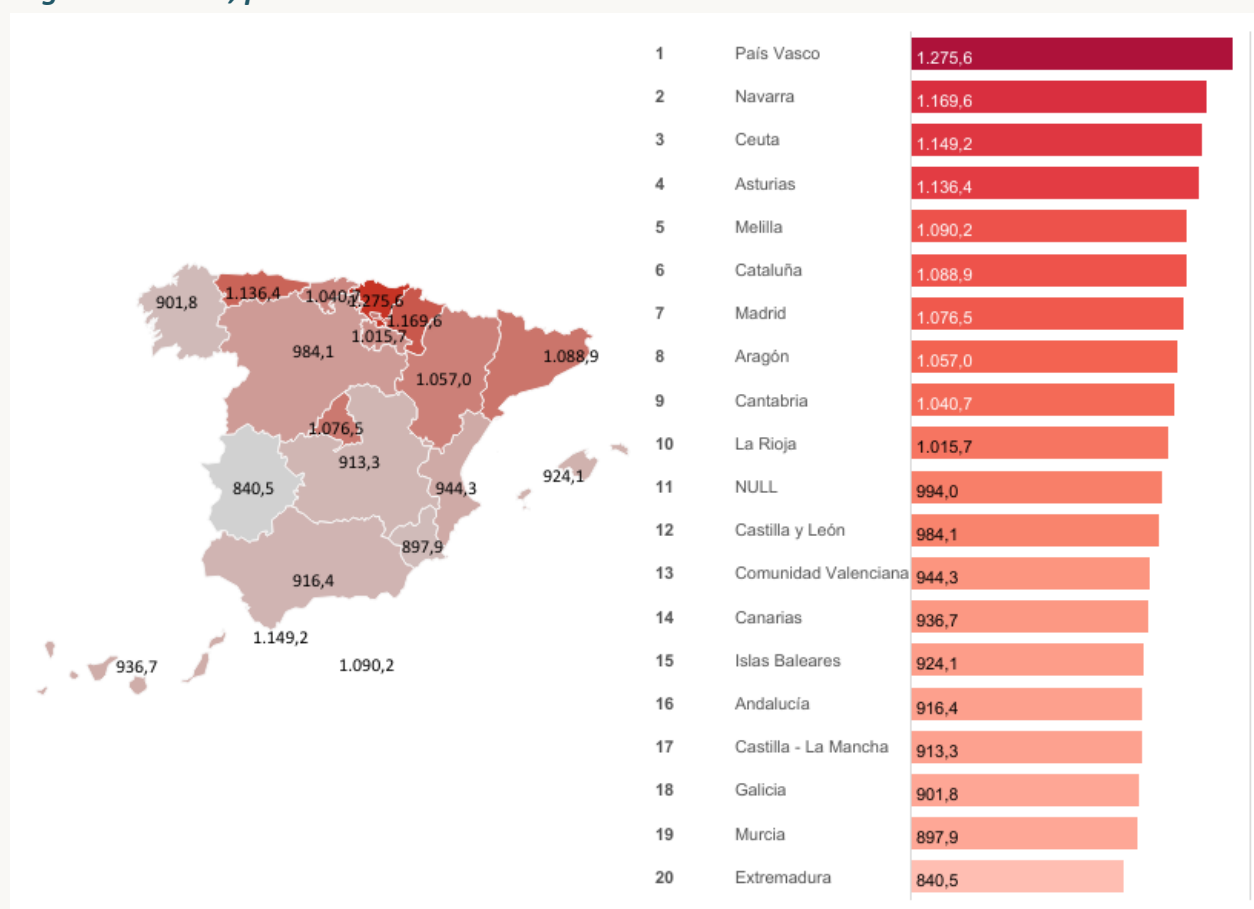 1 País Vasco 1.275,6
2 Navarra 1.169,6
3 Ceuta 1.149,2
4 Asturias 1.136,4
5 Melilla 1.090,2
6 Cataluña 1.088,9
7 Madrid 1.076,5
8 Aragón 1.057,0
9 Cantabria 1.040,7
10 La Rioja 1.015,7
11 NULL 994,0
12 Castilla y León 984,1
13 Comunidad Valenciana 944,3
14 Canarias 936,7
15 Islas Baleares 924,1
16 Andalucía 916,4
17 Castilla - La Mancha 913,3
18 Galicia 901,8
19 Murcia 897,9
20 Extremadura 840,5
901,8
1.136,4
1.040,7
1.275,6
1.169,6
1.015,7
984,1
1.088,9
1.057,0
1.076,5
913,3
924,1
840,5
944,3
897,9
916,4
1.149,2
936,7
1.090,2